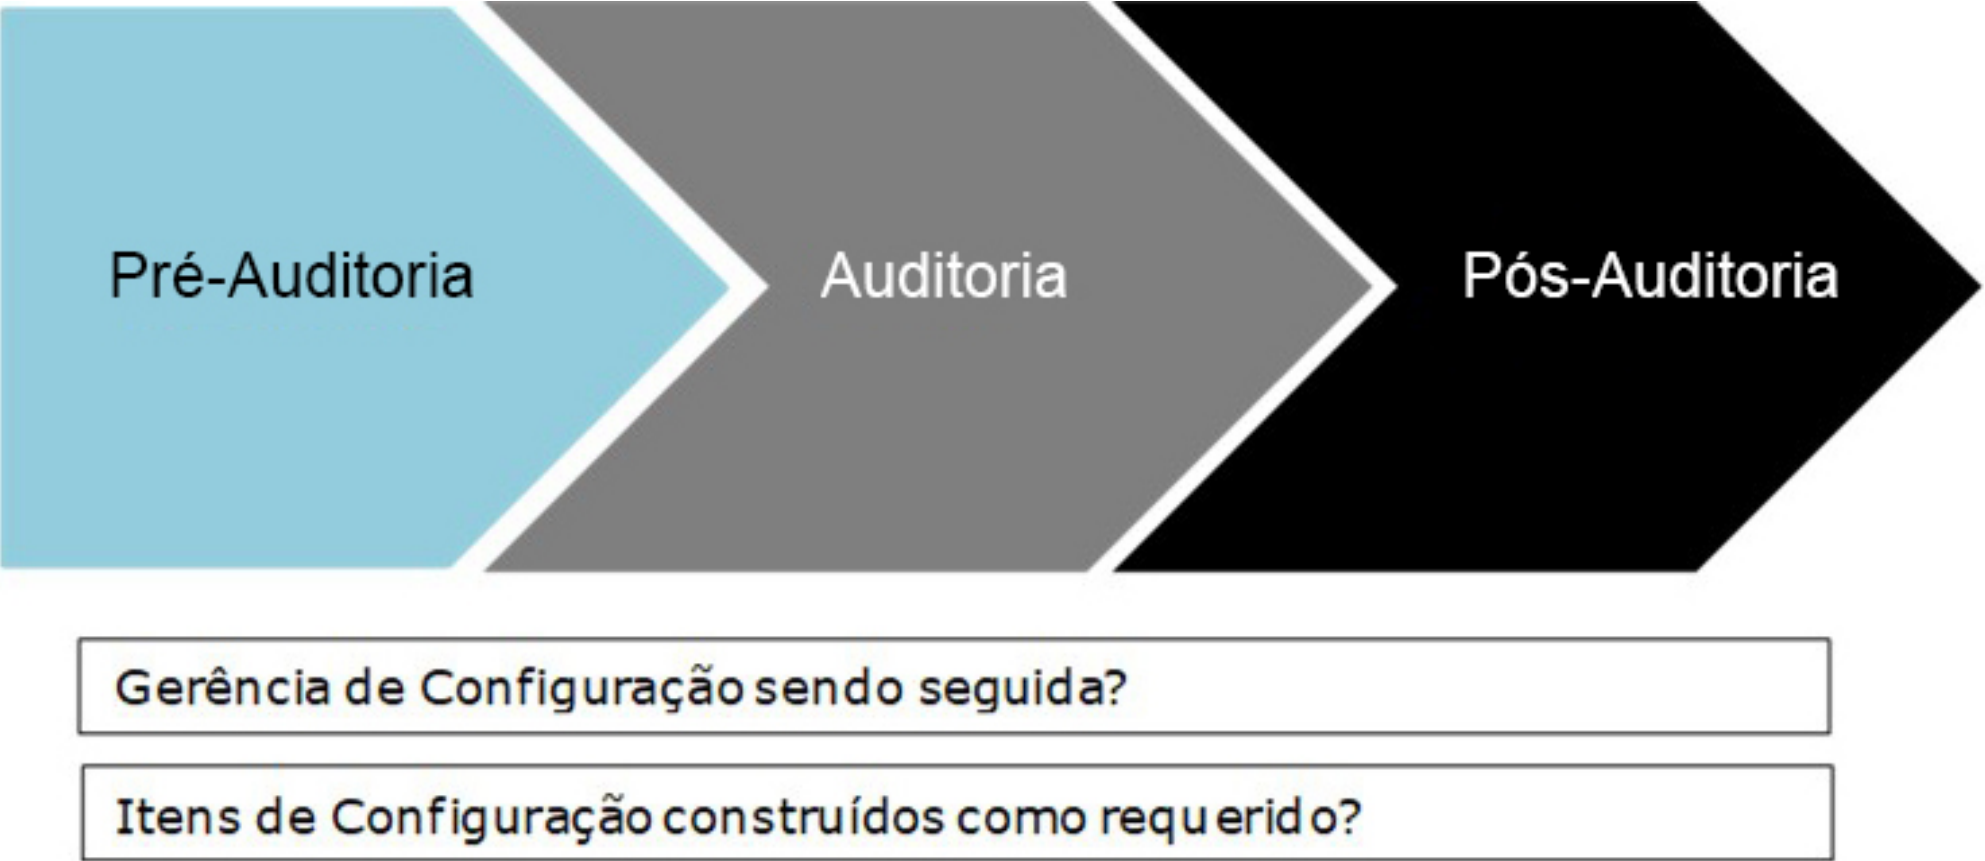 Pré-Auditoria
Auditoria
Pós-Auditoria
Gerência de Configuração sendo seguida?
Itens de Configuração construídos como requerido?